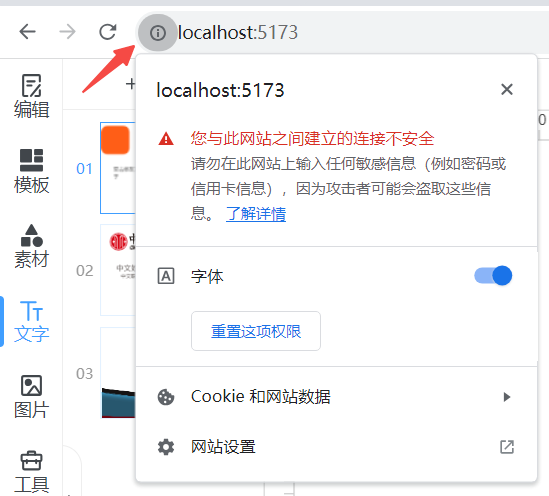 localhost:5173
编辑
模板
素材
文字
图片
工具
+
01
02
03
中文
0
localhost:5173
您与此网站之间建立的连接不安全
请勿在此网站上输入任何敏感信息（例如密码或
信用卡信息），因为攻击者可能会盗取这些信
息。 了解详情
字体
重置这项权限
Cookie 和网站数据
网站设置